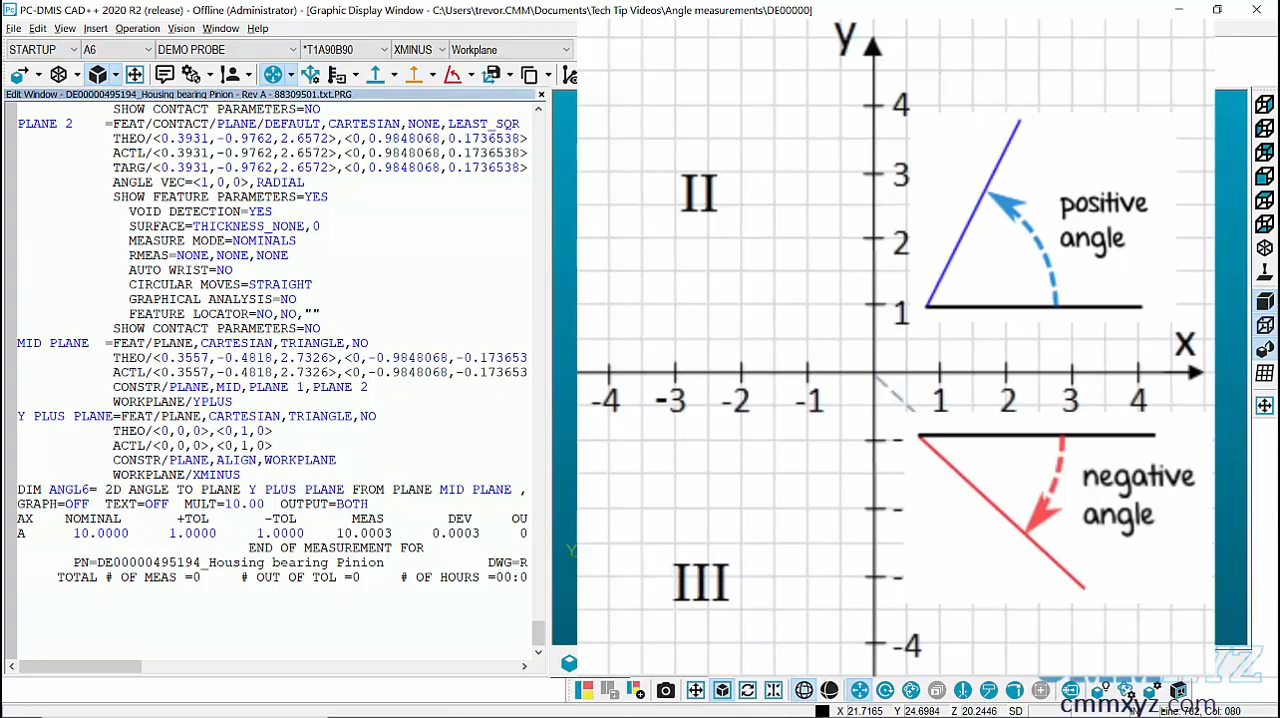 PC-DMIS CAD++ 2020 R2 (release) - Offline (Administrator) - [Graphic Display Window - C:\Users\trevor.CMM\Documents\Tech Tip Videos\Angle measurements\DE00000]
File Edit View Insert Operation Vision Window Help
STARTUP A6 DEMO PROBE *T1A90B90 XMINUS Workplane
Edit Window - DE00000495194_Housing bearing Pinion - Rev A - 88309501.txt.PRG
SHOW CONTACT PARAMETERS=NO
PLANE 2 =FEAT/CONTACT/PLANE/DEFAULT,CARTESIAN,NONE,LEAST_SQR
THEO/<0.3931,-0.9762,2.6572>,<0,0.9848068,0.1736538>
ACTL/<0.3931,-0.9762,2.6572>,<0,0.9848068,0.1736538>
TARG/<0.3931,-0.9762,2.6572>,<0,0.9848068,0.1736538>
ANGLE VEC=<1,0,0>,RADIAL
SHOW FEATURE PARAMETERS=YES
VOID DETECTION=YES
SURFACE=THICKNESS_NONE,0
MEASURE MODE=NOMINALS
RMEAS=NONE,NONE,NONE
AUTO WRIST=NO
CIRCULAR MOVES=STRAIGHT
GRAPHICAL ANALYSIS=NO
FEATURE LOCATOR=NO,NO,""
SHOW CONTACT PARAMETERS=NO
MID PLANE =FEAT/PLANE,CARTESIAN,TRIANGLE,NO
THEO/<0.3557,-0.4818,2.7326>,<0,-0.9848068,-0.173653
ACTL/<0.3557,-0.4818,2.7326>,<0,-0.9848068,-0.173653
CONSTR/PLANE,MID,PLANE 1,PLANE 2
WORKPLANE/YPLUS
Y PLUS PLANE=FEAT/PLANE,CARTESIAN,TRIANGLE,NO
THEO/<0,0,0>,<0,1,0>
ACTL/<0,0,0>,<0,1,0>
CONSTR/PLANE,ALIGN,WORKPLANE
WORKPLANE/XMINUS
DIM ANGL6= 2D ANGLE TO PLANE Y PLUS PLANE FROM PLANE MID PLANE ,
GRAPH=OFF TEXT=OFF MULT=10.00 OUTPUT=BOTH
AX NOMINAL +TOL -TOL MEAS DEV OU
A 10.0000 1.0000 1.0000 10.0003 0.0003 0
END OF MEASUREMENT FOR
PN=DE00000495194_Housing bearing Pinion DWG=R
TOTAL # OF MEAS =0 # OUT OF TOL =0 # OF HOURS =00:0
y
4
3
2
1
II
positive
angle
x
-4 -3 -2 -1 1 2 3 4
-
-
-
-4
III
negative
angle
Y
cmmxyz.com
X 21.7165 Y 24.6984 Z 20.2446 SD Line: 762, Col: 080